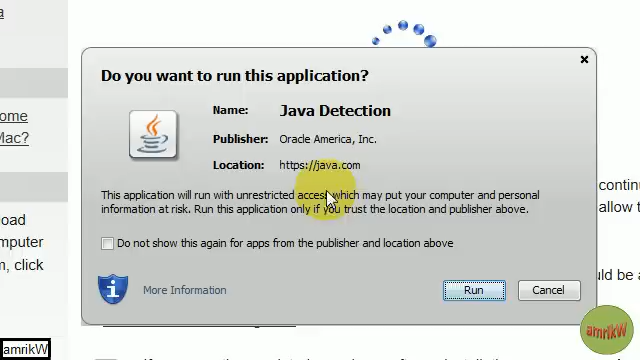 Do you want to run this application?
Name: Java Detection
Publisher: Oracle America, Inc.
Location: https://java.com
This application will run with unrestricted access which may put your computer and personal
information at risk. Run this application only if you trust the location and publisher above.
Do not show this again for apps from the publisher and location above
More Information
Run
Cancel
ome
Mac?
oad
mputer
m, click
amrikW
continu
allow t
uld be a
amrikW